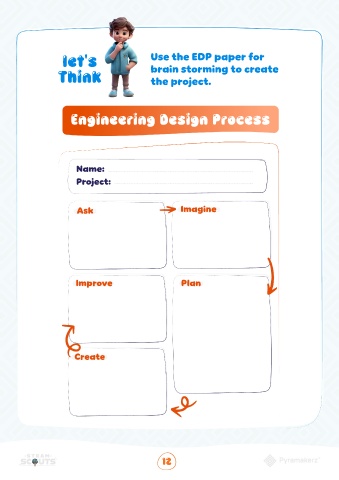 let's
Think
Use the EDP paper for
brain storming to create
the project.
Engineering Design Process
Name:
Project:
Ask
Imagine
Improve
Plan
Create
SCOUTS
12
Pyramakerz